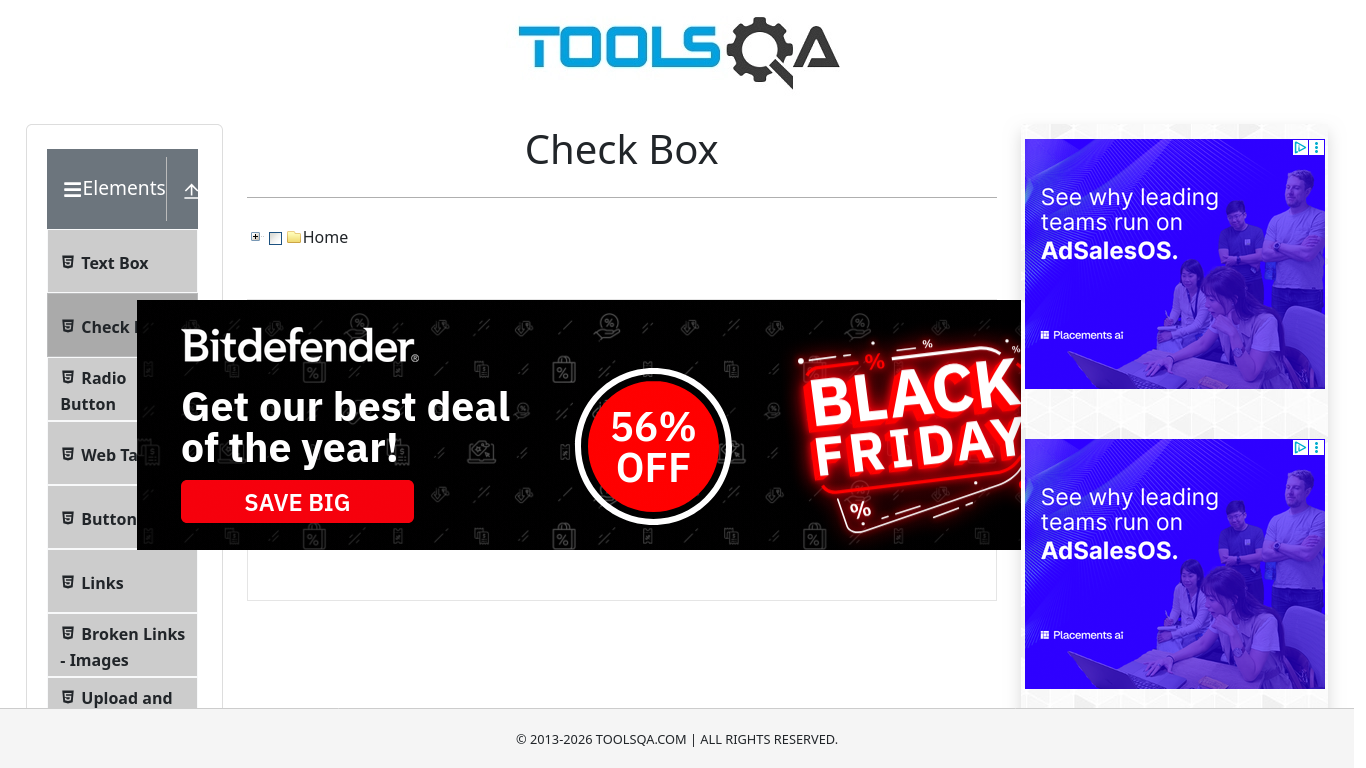 TOOLSQA
Check Box
Elements
Text Box
Check
Radio
Button
Web Ta
Button
Links
Broken Links
- Images
Upload and
Home
Bitdefender®
Get our best deal
of the year!
SAVE BIG
56%
OFF
%
%
%
BLACK
FRIDAY
%
See why leading
teams run on
AdSalesOS.
Placements ai
See why leading
teams run on
AdSalesOS.
Placements ai
© 2013-2026 TOOLSQA.COM | ALL RIGHTS RESERVED.